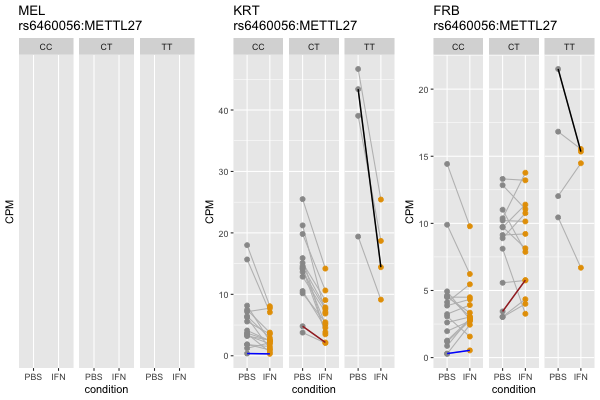 MEL
rs6460056:METTL27
CC CT TT
CPM
PBS IFN PBS IFN PBS IFN
condition
KRT
rs6460056:METTL27
CC CT TT
40
30
20
10
0
CPM
PBS IFN PBS IFN PBS IFN
condition
FRB
rs6460056:METTL27
CC CT TT
20
15
10
5
0
CPM
PBS IFN PBS IFN PBS IFN
condition